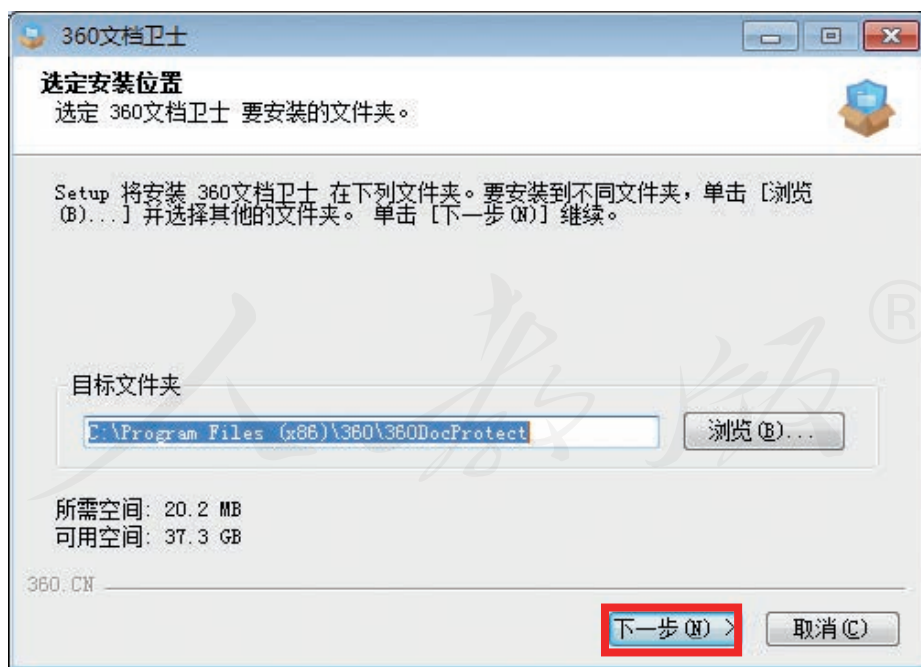 360文档卫士
选定安装位置
选定 360文档卫士 要安装的文件夹。
Setup 将安装 360文档卫士 在下列文件夹。要安装到不同文件夹，单击 [浏览
(B)...] 并选择其他的文件夹。 单击 [下一步(N)] 继续。
人教版®
目标文件夹
C:\Program Files (x86)\360\360DocProtect
浏览(B)...
所需空间: 20.2 MB
可用空间: 37.3 GB
360.CN
下一步(N) >
取消(C)